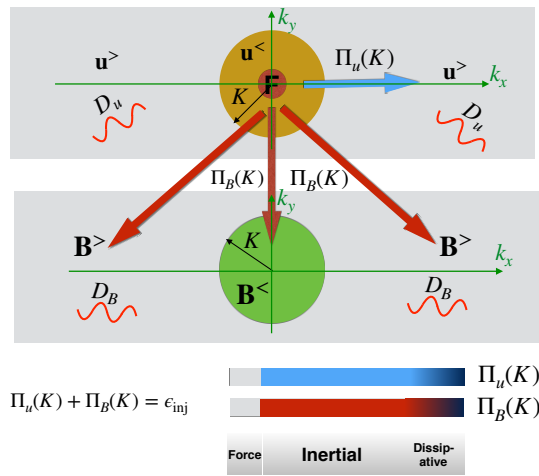 k_y
u^> u^< Π_u(K) u^>
F k_x
D_u K D_u
Π_B(K) Π_B(K)
k_y
B^> K B^>
k_x
D_B B^< D_B
Π_u(K)
Π_u(K) + Π_B(K) = ϵ_inj
Π_B(K)
Force Inertial Dissip-
ative